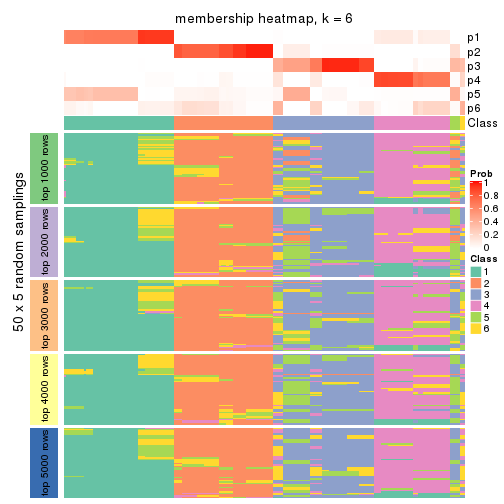 membership heatmap, k = 6
p1
p2
p3
p4
p5
p6
Class
50 x 5 random samplings
top 1000 rows
top 2000 rows
top 3000 rows
top 4000 rows
top 5000 rows
Prob
1
0.8
0.6
0.4
0.2
0
Class
1
2
3
4
5
6